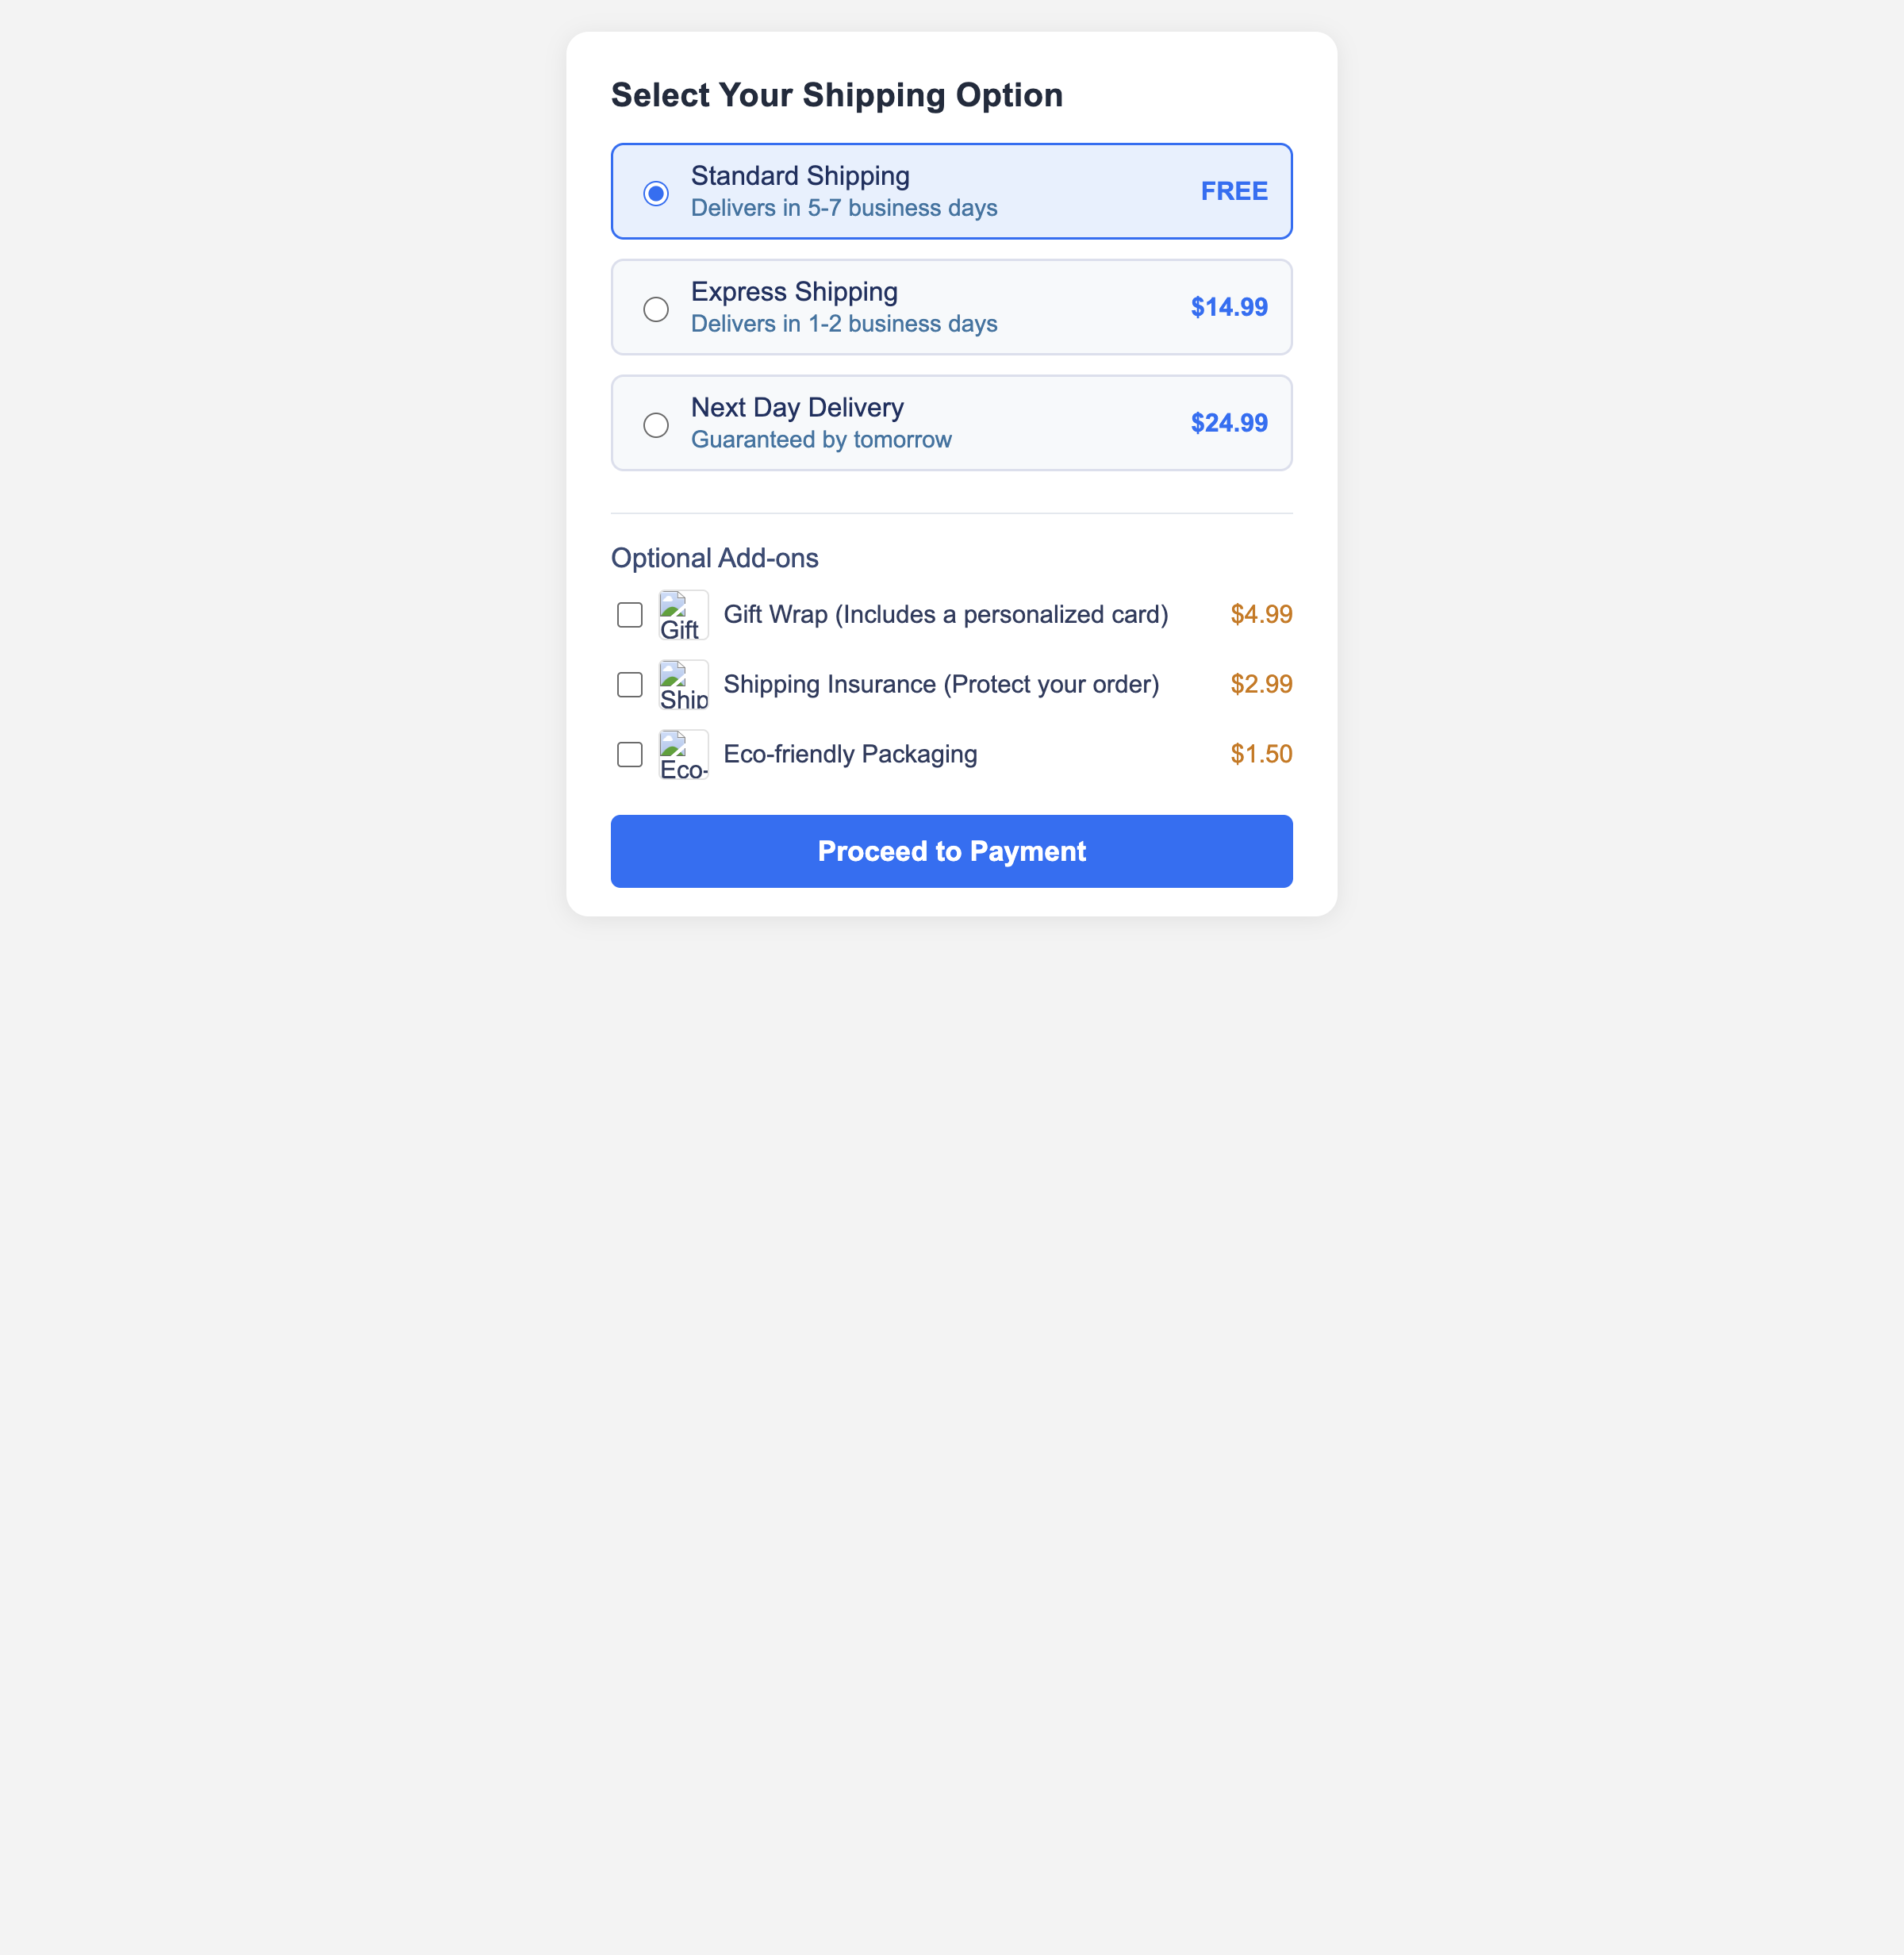 Select Your Shipping Option
Standard Shipping
Delivers in 5-7 business days
FREE
Express Shipping
Delivers in 1-2 business days
$14.99
Next Day Delivery
Guaranteed by tomorrow
$24.99
Optional Add-ons
Gift
Gift Wrap (Includes a personalized card)
$4.99
Ship
Shipping Insurance (Protect your order)
$2.99
Eco-
Eco-friendly Packaging
$1.50
Proceed to Payment